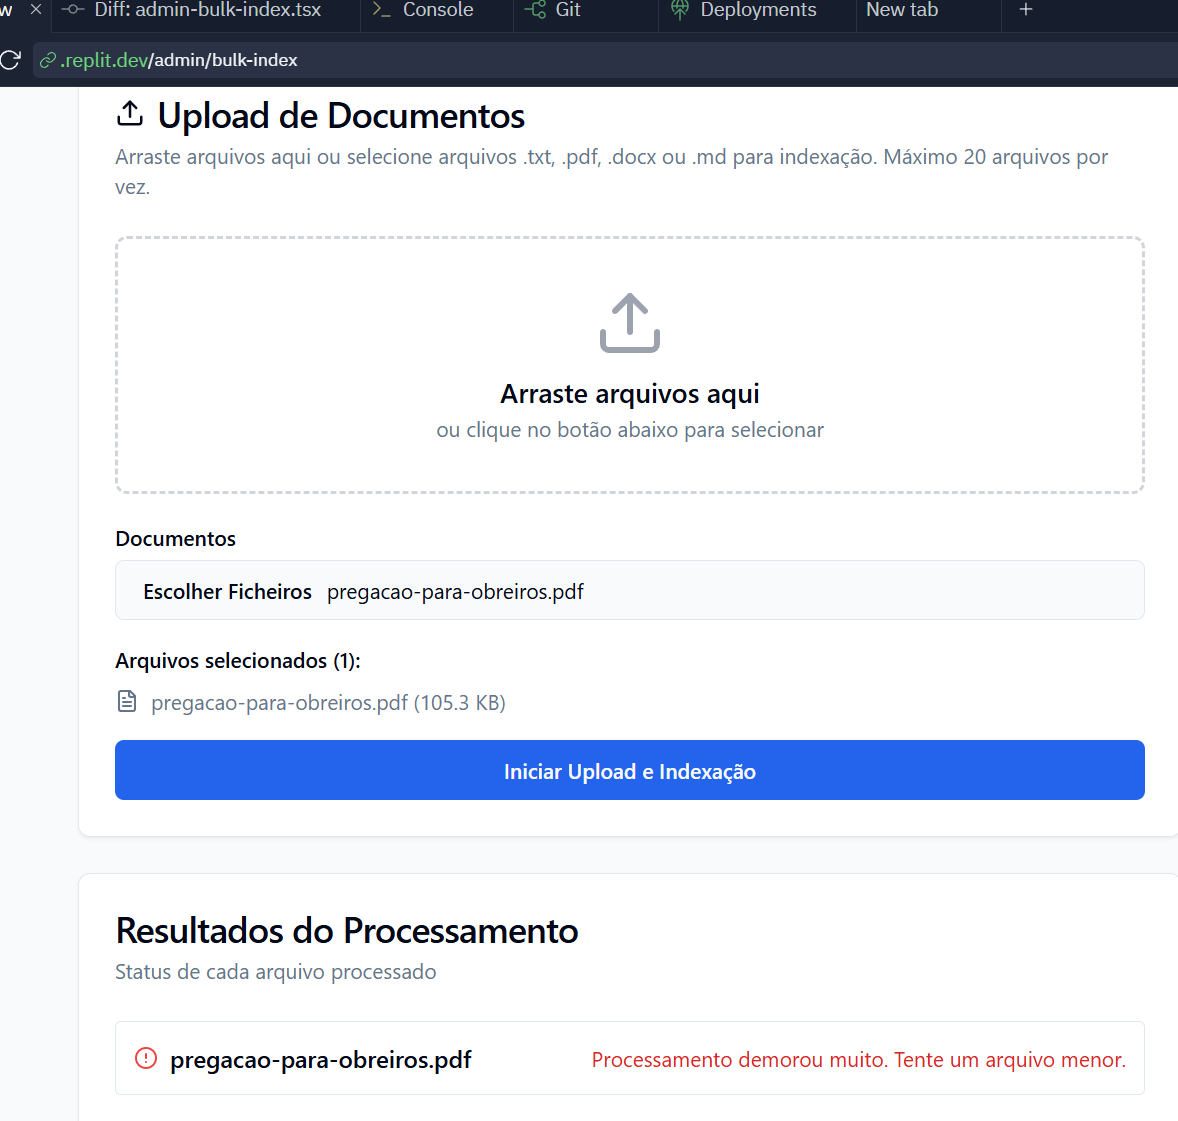 w × Diff: admin-bulk-index.tsx >_ Console Git Deployments New tab +
.replit.dev/admin/bulk-index
Upload de Documentos
Arraste arquivos aqui ou selecione arquivos .txt, .pdf, .docx ou .md para indexação. Máximo 20 arquivos por
vez.
Arraste arquivos aqui
ou clique no botão abaixo para selecionar
Documentos
Escolher Ficheiros pregacao-para-obreiros.pdf
Arquivos selecionados (1):
pregacao-para-obreiros.pdf (105.3 KB)
Iniciar Upload e Indexação
Resultados do Processamento
Status de cada arquivo processado
pregacao-para-obreiros.pdf Processamento demorou muito. Tente um arquivo menor.